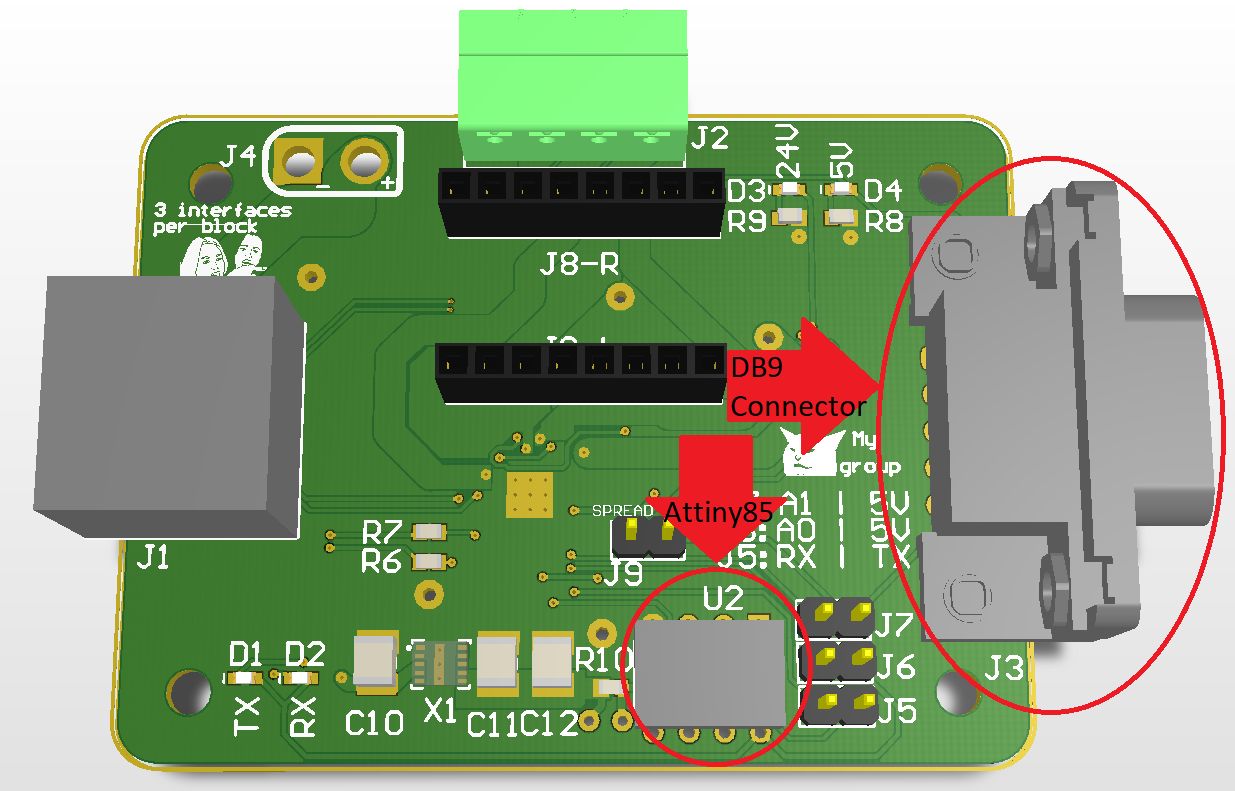 J2
J4
- +
24V
5V
D3
D4
R9
R8
3 interfaces
per block
J8-R
DB9
Connector
My
group
SPREAD
Attiny85
A1 | 5V
A0 | 5V
J5:RX | TX
R7
R6
J1
J9
U2
J7
J6
J5
J3
D1
D2
TX
RX
C10
X1
C11
C12
R10